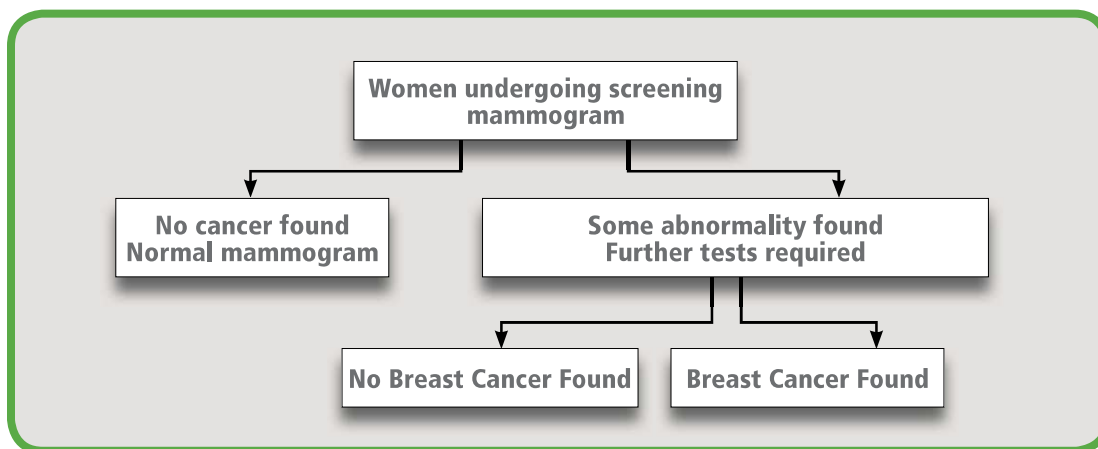 Women undergoing screening
mammogram
No cancer found
Normal mammogram
Some abnormality found
Further tests required
No Breast Cancer Found
Breast Cancer Found